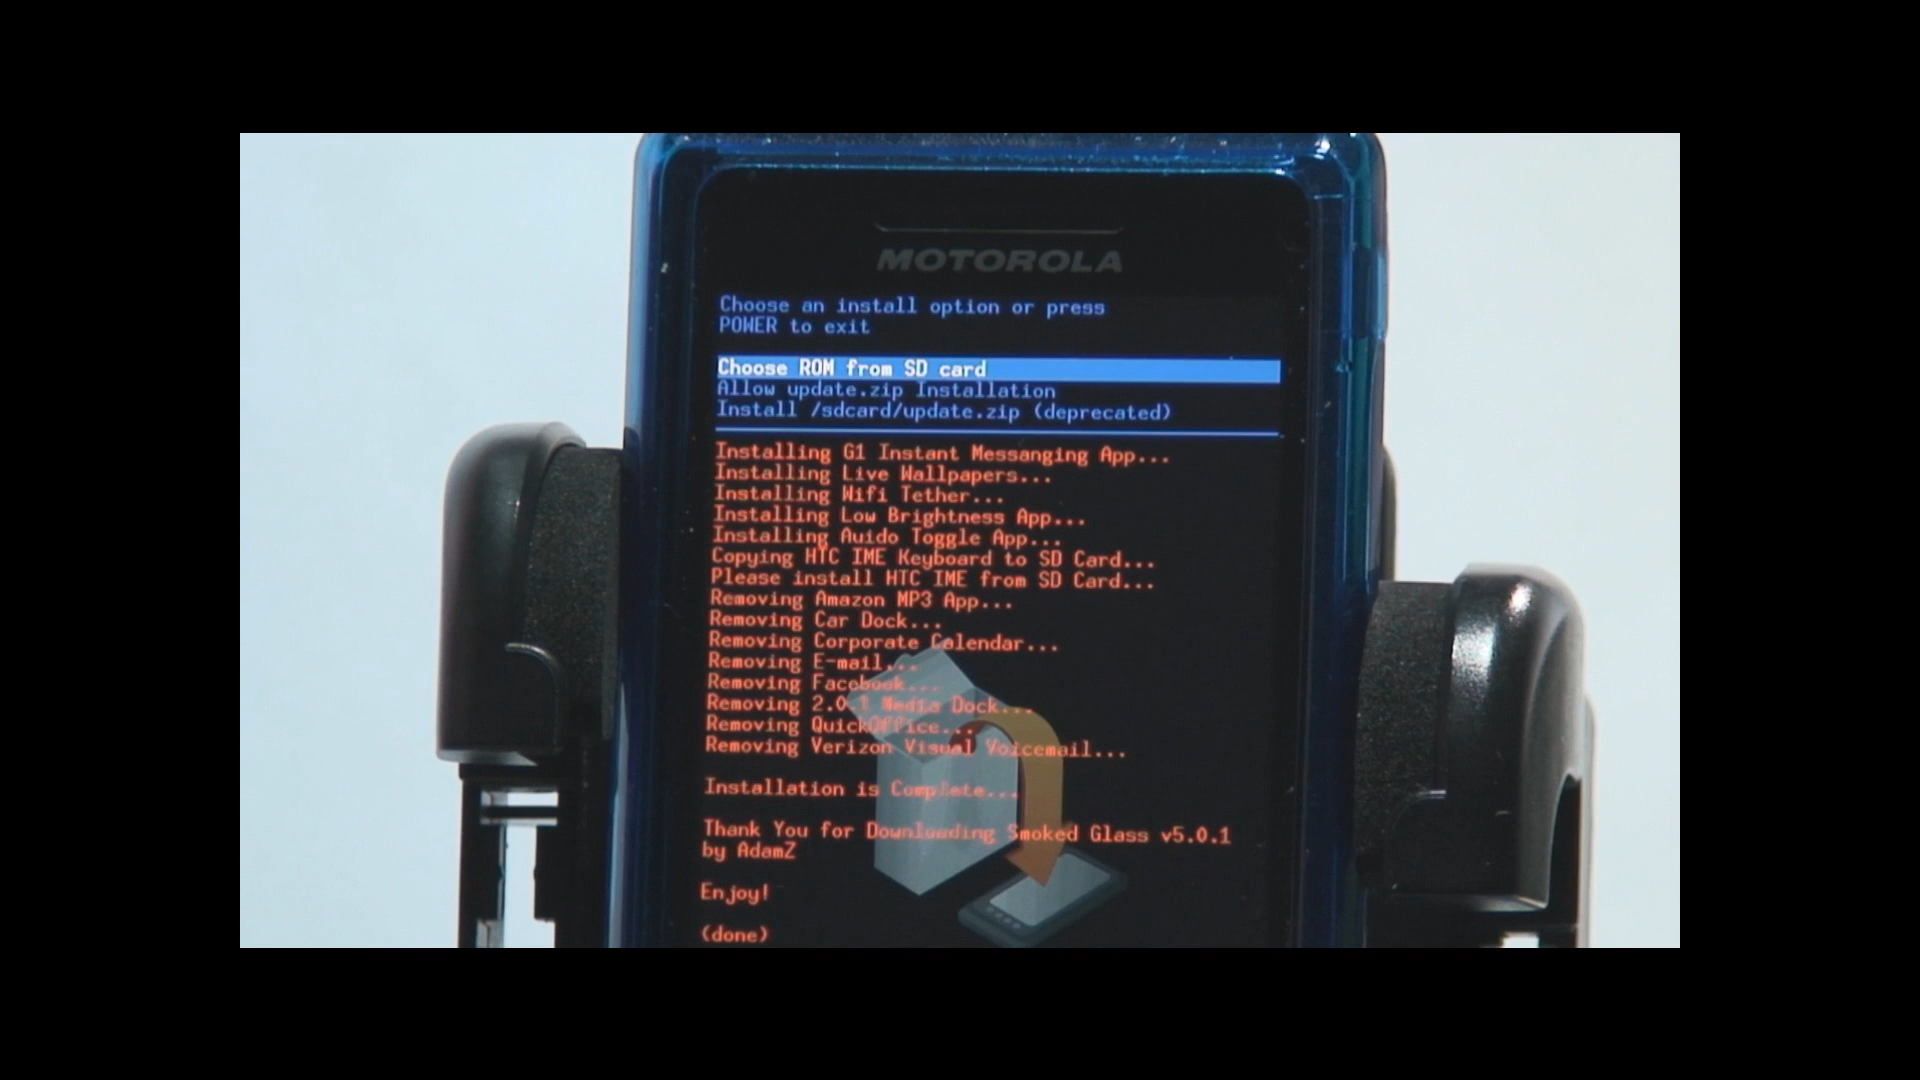 MOTOROLA
Choose an install option or press
POWER to exit
Choose ROM from SD card
Allow update.zip Installation
Install /sdcard/update.zip (deprecated)
Installing G1 Instant Messanging App...
Installing Live Wallpapers...
Installing Wifi Tether...
Installing Low Brightness App...
Installing Auido Toggle App...
Copying HTC IME Keyboard to SD Card...
Please install HTC IME from SD Card...
Removing Amazon MP3 App...
Removing Car Dock...
Removing Corporate Calendar...
Removing E-mail...
Removing Facebook...
Removing 2.0.1 Media Dock...
Removing QuickOffice...
Removing Verizon Visual Voicemail...
Installation is Complete...
Thank You for Downloading Smoked Glass v5.0.1
by AdamZ
Enjoy!
(done)